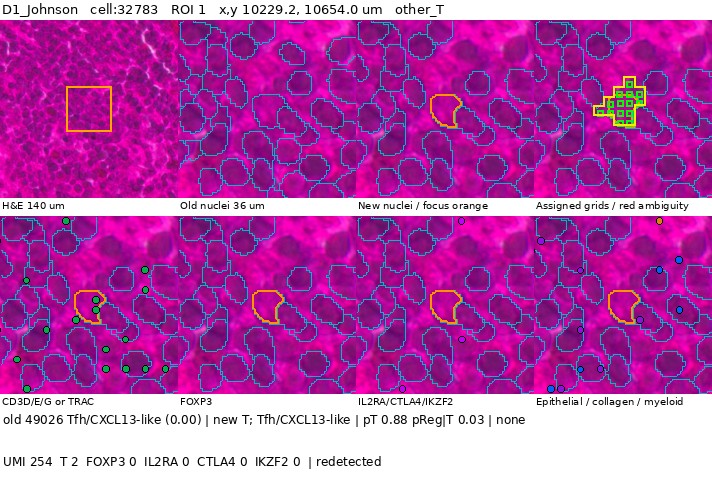 D1_Johnson   cell:32783   ROI 1   x,y 10229.2, 10654.0 um   other_T
H&E 140 um
Old nuclei 36 um
New nuclei / focus orange
Assigned grids / red ambiguity
CD3D/E/G or TRAC
FOXP3
IL2RA/CTLA4/IKZF2
Epithelial / collagen / myeloid
old 49026 Tfh/CXCL13-like (0.00) | new T; Tfh/CXCL13-like | pT 0.88 pReg|T 0.03 | none
UMI 254  T 2  FOXP3 0  IL2RA 0  CTLA4 0  IKZF2 0  | redetected